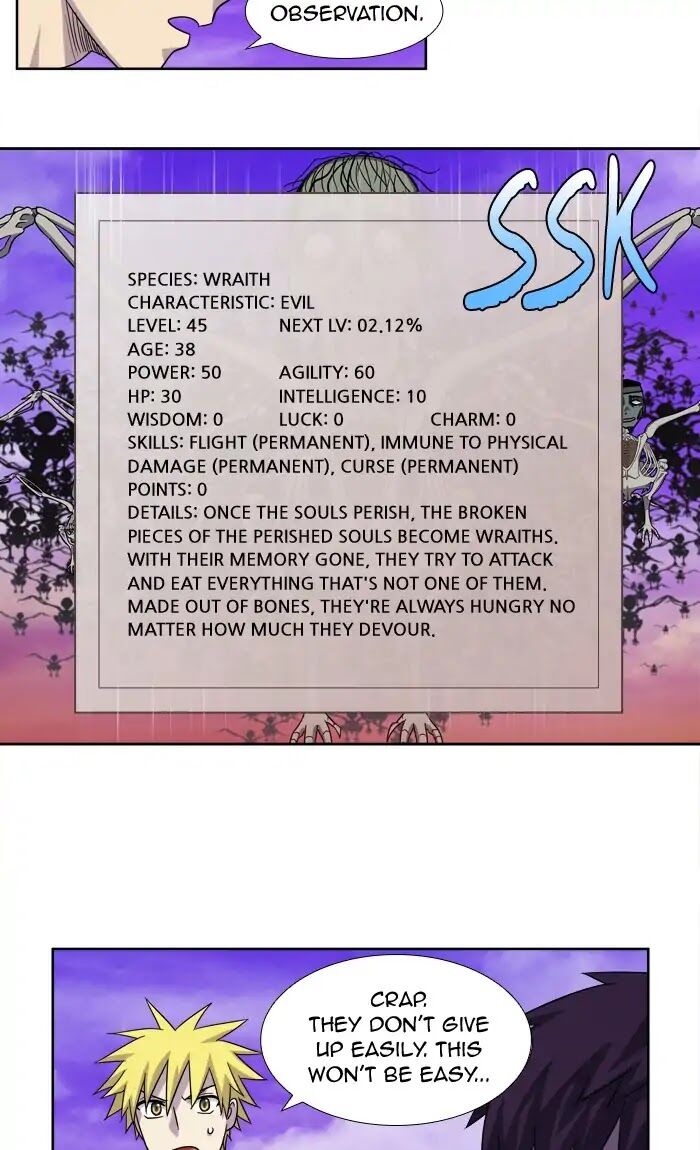 OBSERVATION.
SSK
SPECIES: WRAITH
CHARACTERISTIC: EVIL
LEVEL: 45 NEXT LV: 02.12%
AGE: 38
POWER: 50 AGILITY: 60
HP: 30 INTELLIGENCE: 10
WISDOM: 0 LUCK: 0 CHARM: 0
SKILLS: FLIGHT (PERMANENT), IMMUNE TO PHYSICAL
DAMAGE (PERMANENT), CURSE (PERMANENT)
POINTS: 0
DETAILS: ONCE THE SOULS PERISH, THE BROKEN
PIECES OF THE PERISHED SOULS BECOME WRAITHS.
WITH THEIR MEMORY GONE, THEY TRY TO ATTACK
AND EAT EVERYTHING THAT'S NOT ONE OF THEM.
MADE OUT OF BONES, THEY'RE ALWAYS HUNGRY NO
MATTER HOW MUCH THEY DEVOUR.
CRAP.
THEY DON'T GIVE
UP EASILY. THIS
WON'T BE EASY...